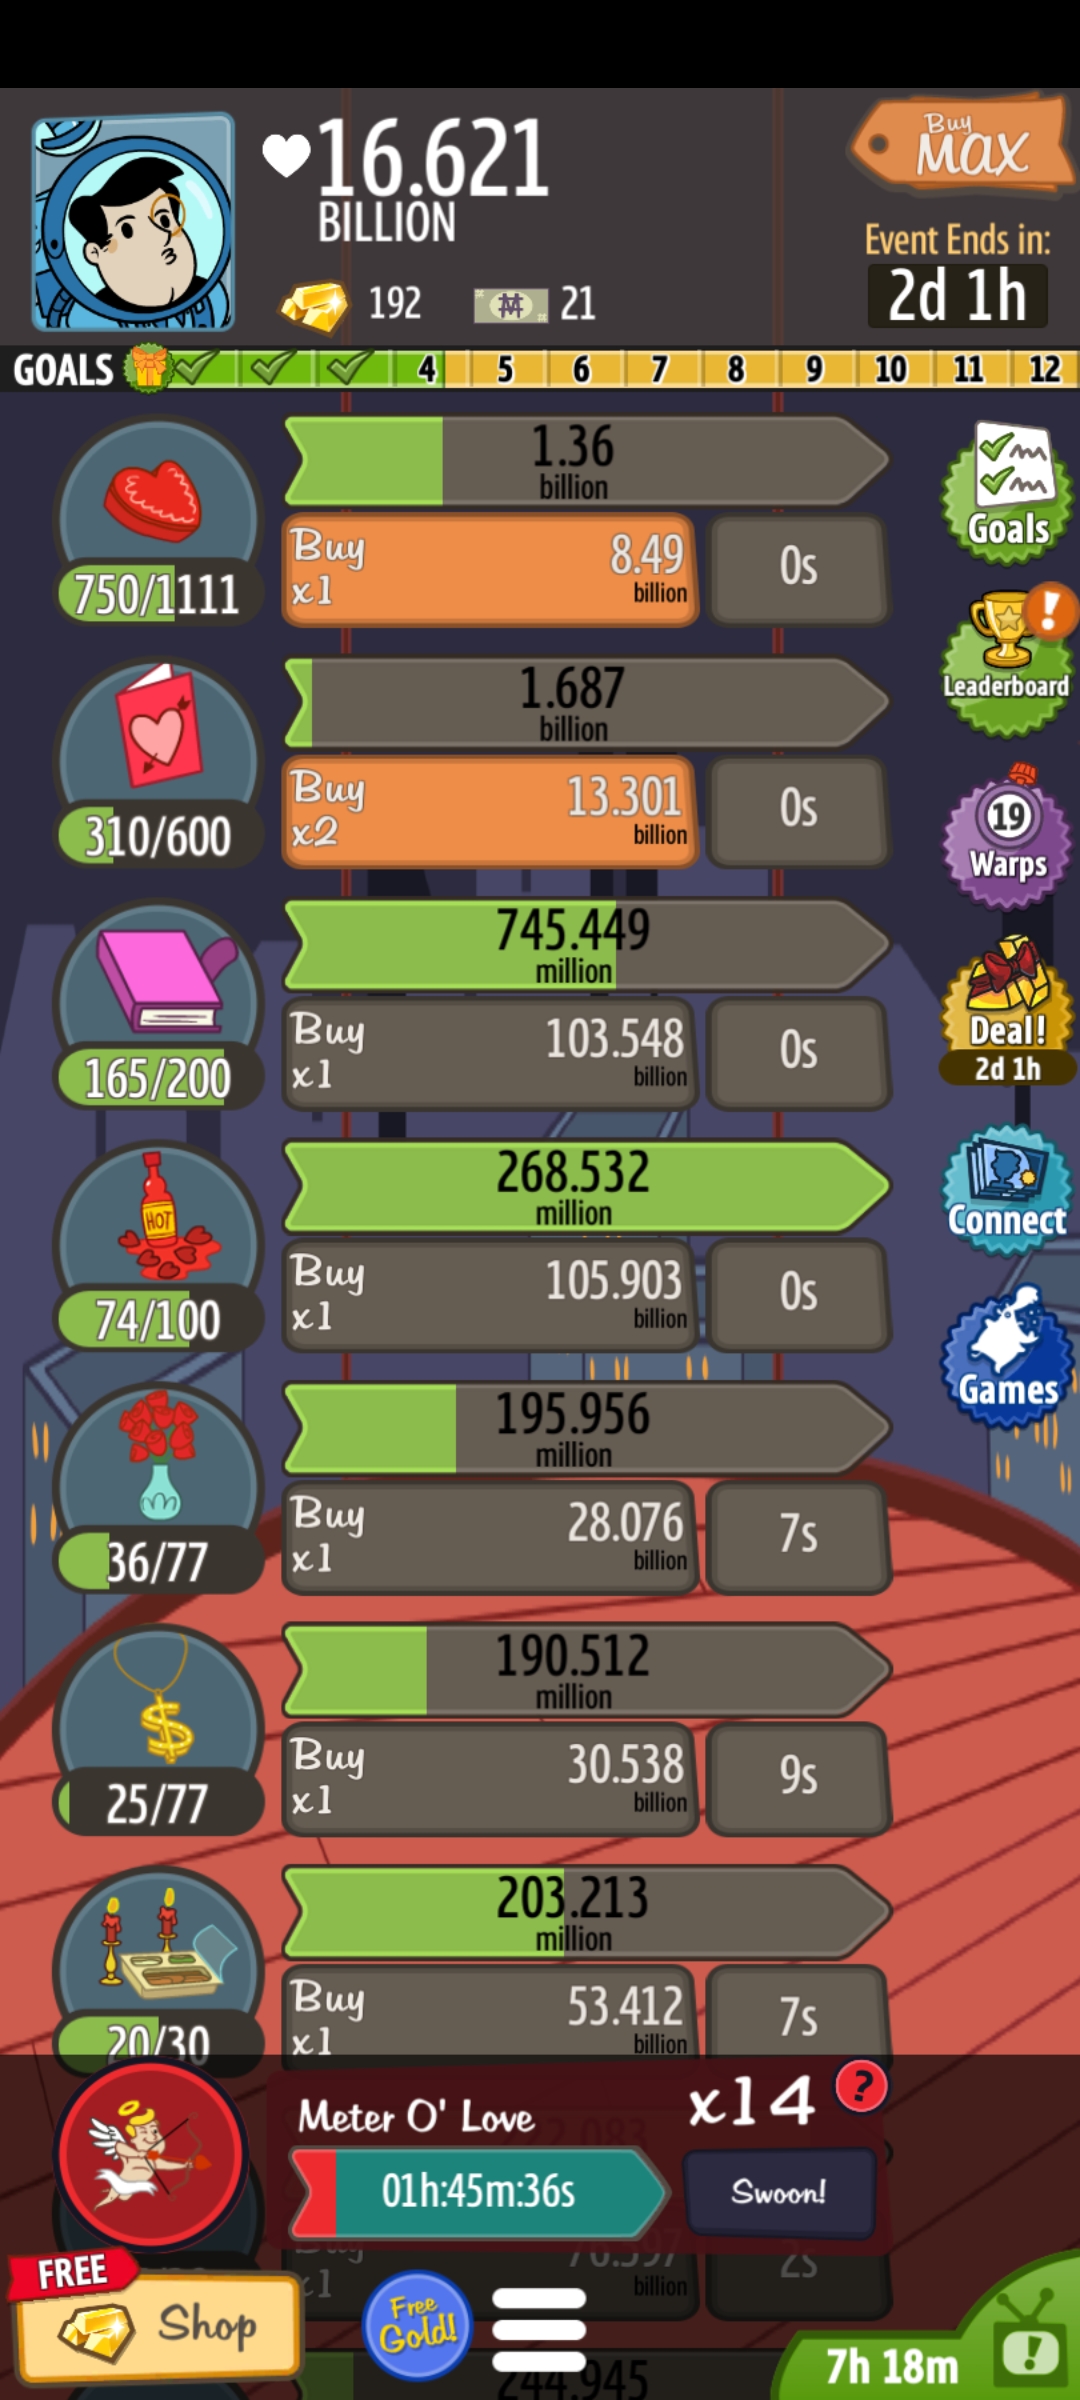 16.621
BILLION
192
21
Buy
MAX
Event Ends in:
2d 1h
GOALS 4 5 6 7 8 9 10 11 12
1.36
billion
Buy
x1
8.49
billion
0s
750/1111
1.687
billion
Buy
x2
13.301
billion
0s
310/600
745.449
million
Buy
x1
103.548
billion
0s
165/200
HOT
268.532
million
Buy
x1
105.903
billion
0s
74/100
195.956
million
Buy
x1
28.076
billion
7s
36/77
190.512
million
Buy
x1
30.538
billion
9s
25/77
203.213
million
Buy
x1
53.412
billion
7s
20/30
Goals
!
Leaderboard
19
Warps
Deal!
2d 1h
Connect
Games
Meter O' Love
x14
?
01h:45m:36s
Swoon!
Buy
x1
billion
2s
FREE
Shop
Free
Gold!
244.945
7h 18m
!